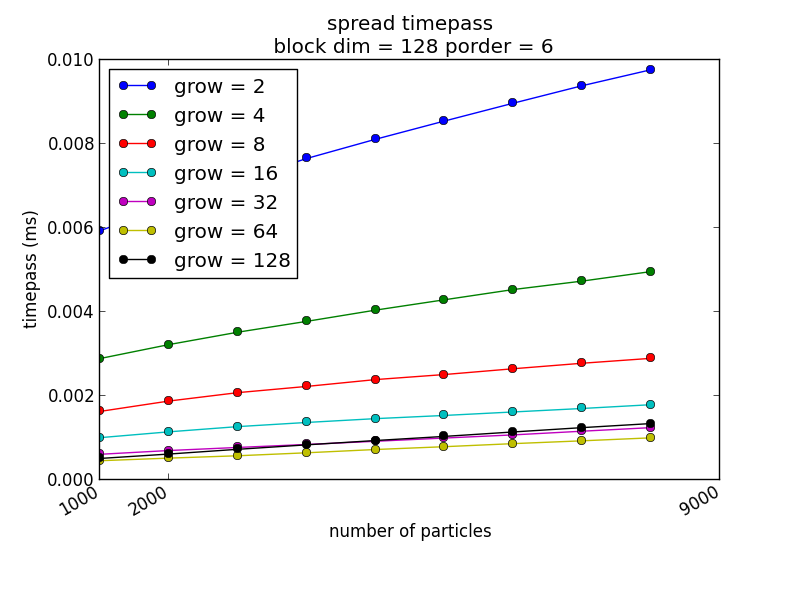 spread timepass
block dim = 128 porder = 6
0.010
0.008
0.006
0.004
0.002
0.000
timepass (ms)
grow = 2
grow = 4
grow = 8
grow = 16
grow = 32
grow = 64
grow = 128
1000
2000
9000
number of particles